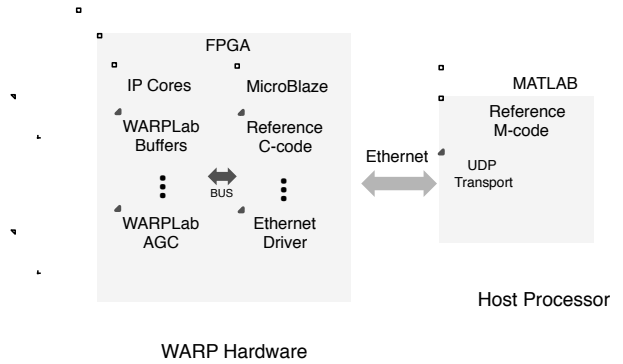 FPGA
IP Cores
MicroBlaze
WARPLab
Buffers
Reference
C-code
BUS
WARPLab
AGC
Ethernet
Driver
Ethernet
MATLAB
Reference
M-code
UDP
Transport
Host Processor
WARP Hardware